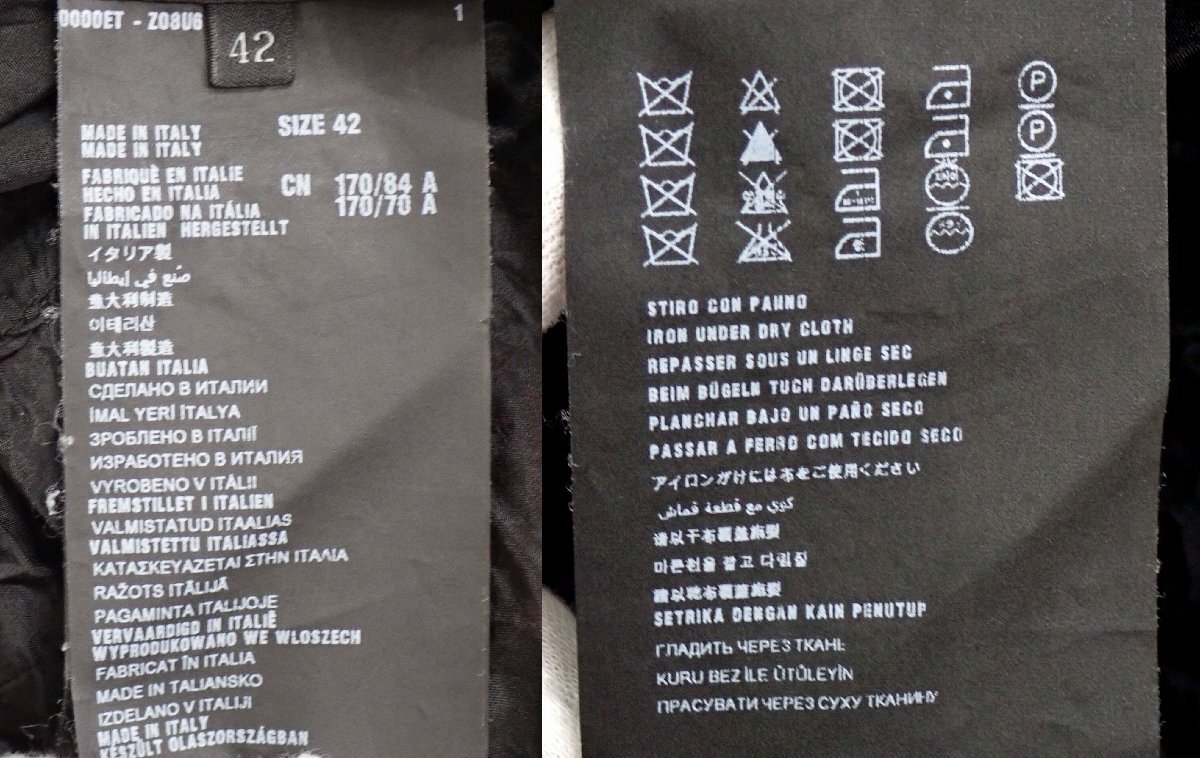 0000ET - Z08U6
1
42
SIZE 42
MADE IN ITALY
MADE IN ITALY
CN 170/84 A
170/70 A
FABRIQUÈ EN ITALIE
HECHO EN ITALIA
FABRICADO NA ITÁLIA
IN ITALIEN HERGESTELLT
イタリア製
صنع في إيطاليا
意大利制造
이태리산
意大利製造
BUATAN ITALIA
СДЕЛАНО В ИТАЛИИ
İMAL YERİ İTALYA
ЗРОБЛЕНО В ІТАЛІЇ
ИЗРАБОТЕНО В ИТАЛИЯ
VYROBENO V ITÁLII
FREMSTILLET I ITALIEN
VALMISTATUD ITAALIAS
VALMISTETTU ITALIASSA
ΚΑΤΑΣΚΕΥΑΖΕΤΑΙ ΣΤΗΝ ΙΤΑΛΙΑ
RAŽOTS ITĀLIJĀ
PAGAMINTA ITALIJOJE
VERVAARDIGD IN ITALIË
WYPRODUKOWANO WE WŁOSZECH
FABRICAT ÎN ITALIA
MADE IN TALIANSKO
IZDELANO V ITALIJI
MADE IN ITALY
KÉSZÜLT OLASZORSZÁGBAN
P
P
STIRO CON PANNO
IRON UNDER DRY CLOTH
REPASSER SOUS UN LINGE SEC
BEIM BÜGELN TUCH DARÜBERLEGEN
PLANCHAR BAJO UN PAÑO SECO
PASSAR A FERRO COM TECIDO SECO
アイロンがけには布をご使用ください
كوي مع قطعة قماش
请以干布覆盖熨
마른천을 깔고 다림질
請以乾布覆蓋熨
SETRIKA DENGAN KAIN PENUTUP
ГЛАДИТЬ ЧЕРЕЗ ТКАНЬ
KURU BEZ İLE ÜTÜLEYİN
ПРАСУВАТИ ЧЕРЕЗ СУХУ ТКАНИНУ